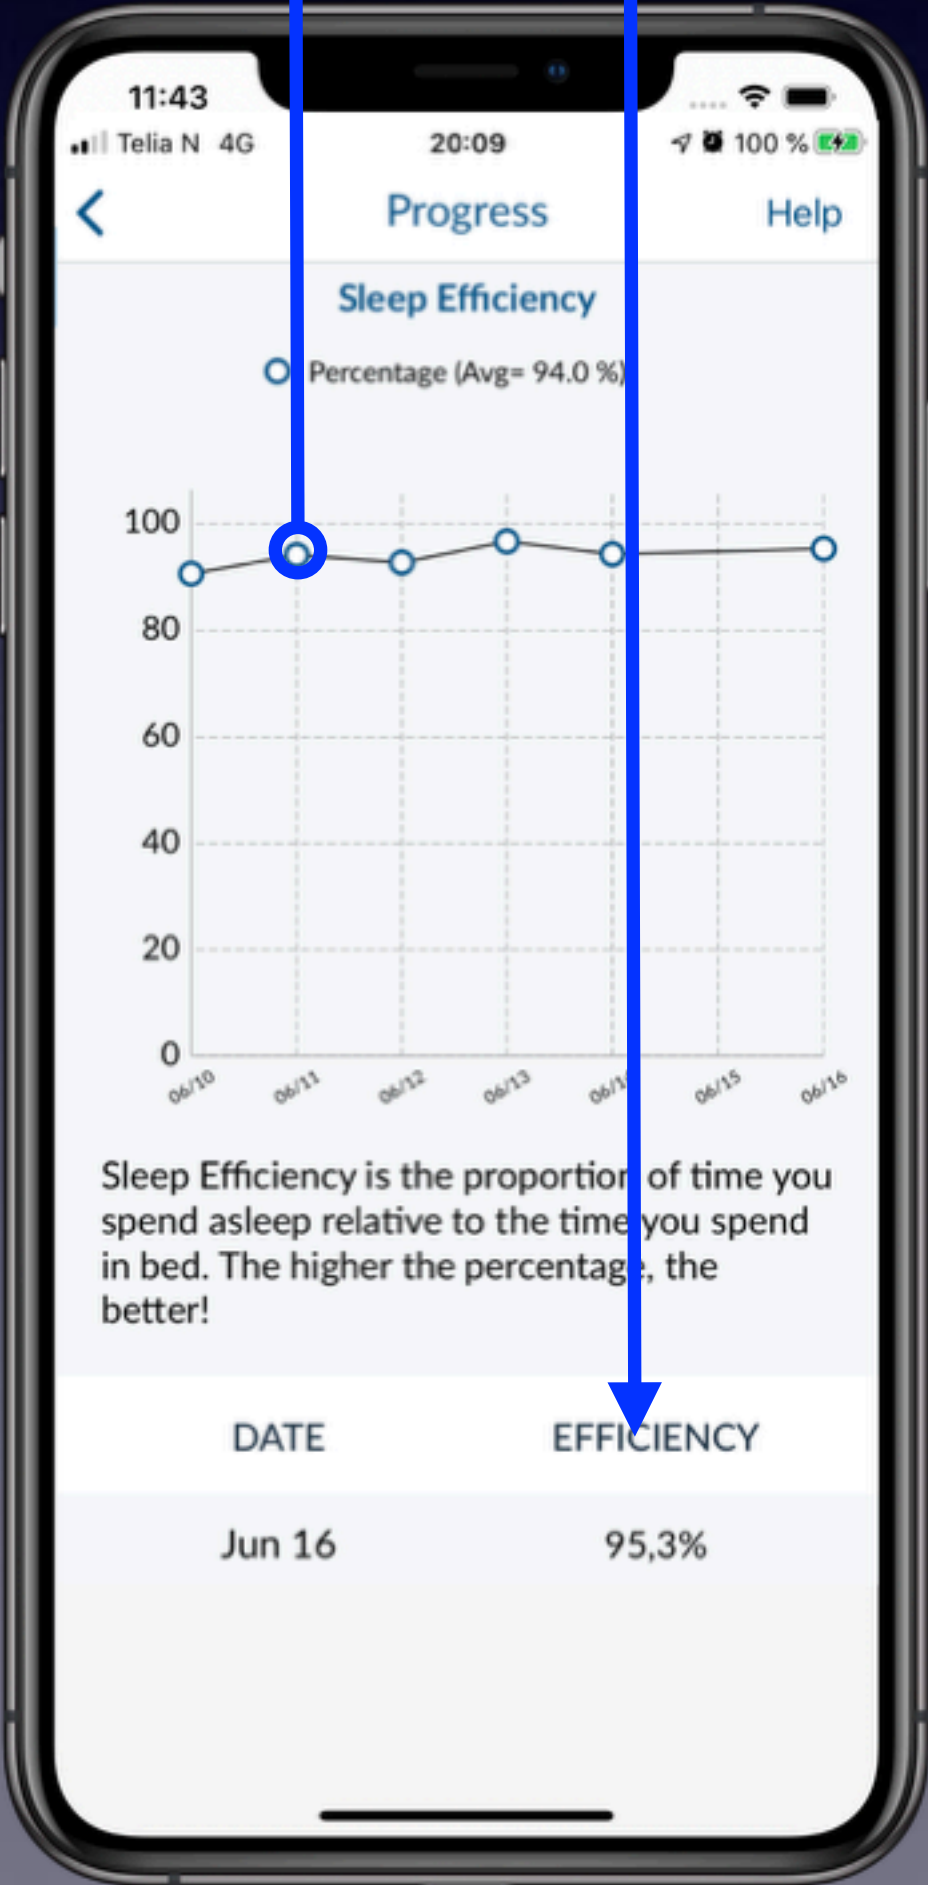 11:43
Telia N 4G 20:09 100 %
Progress Help
Sleep Efficiency
Percentage (Avg= 94.0 %)
100
80
60
40
20
0
06/10 06/11 06/12 06/13 06/15 06/16
Sleep Efficiency is the proportion of time you
spend asleep relative to the time you spend
in bed. The higher the percentage, the
better!
DATE EFFICIENCY
Jun 16 95,3%